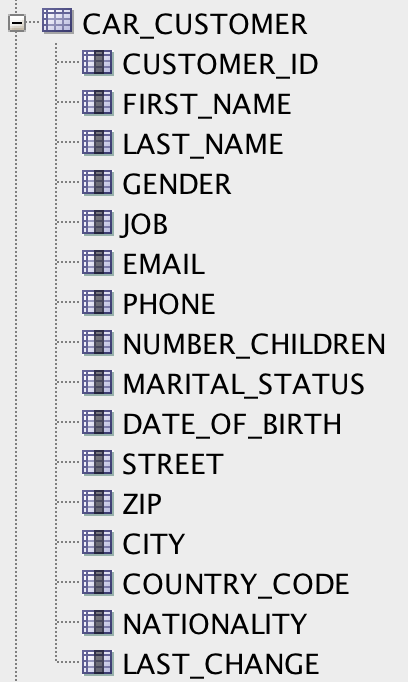 CAR_CUSTOMER
CUSTOMER_ID
FIRST_NAME
LAST_NAME
GENDER
JOB
EMAIL
PHONE
NUMBER_CHILDREN
MARITAL_STATUS
DATE_OF_BIRTH
STREET
ZIP
CITY
COUNTRY_CODE
NATIONALITY
LAST_CHANGE